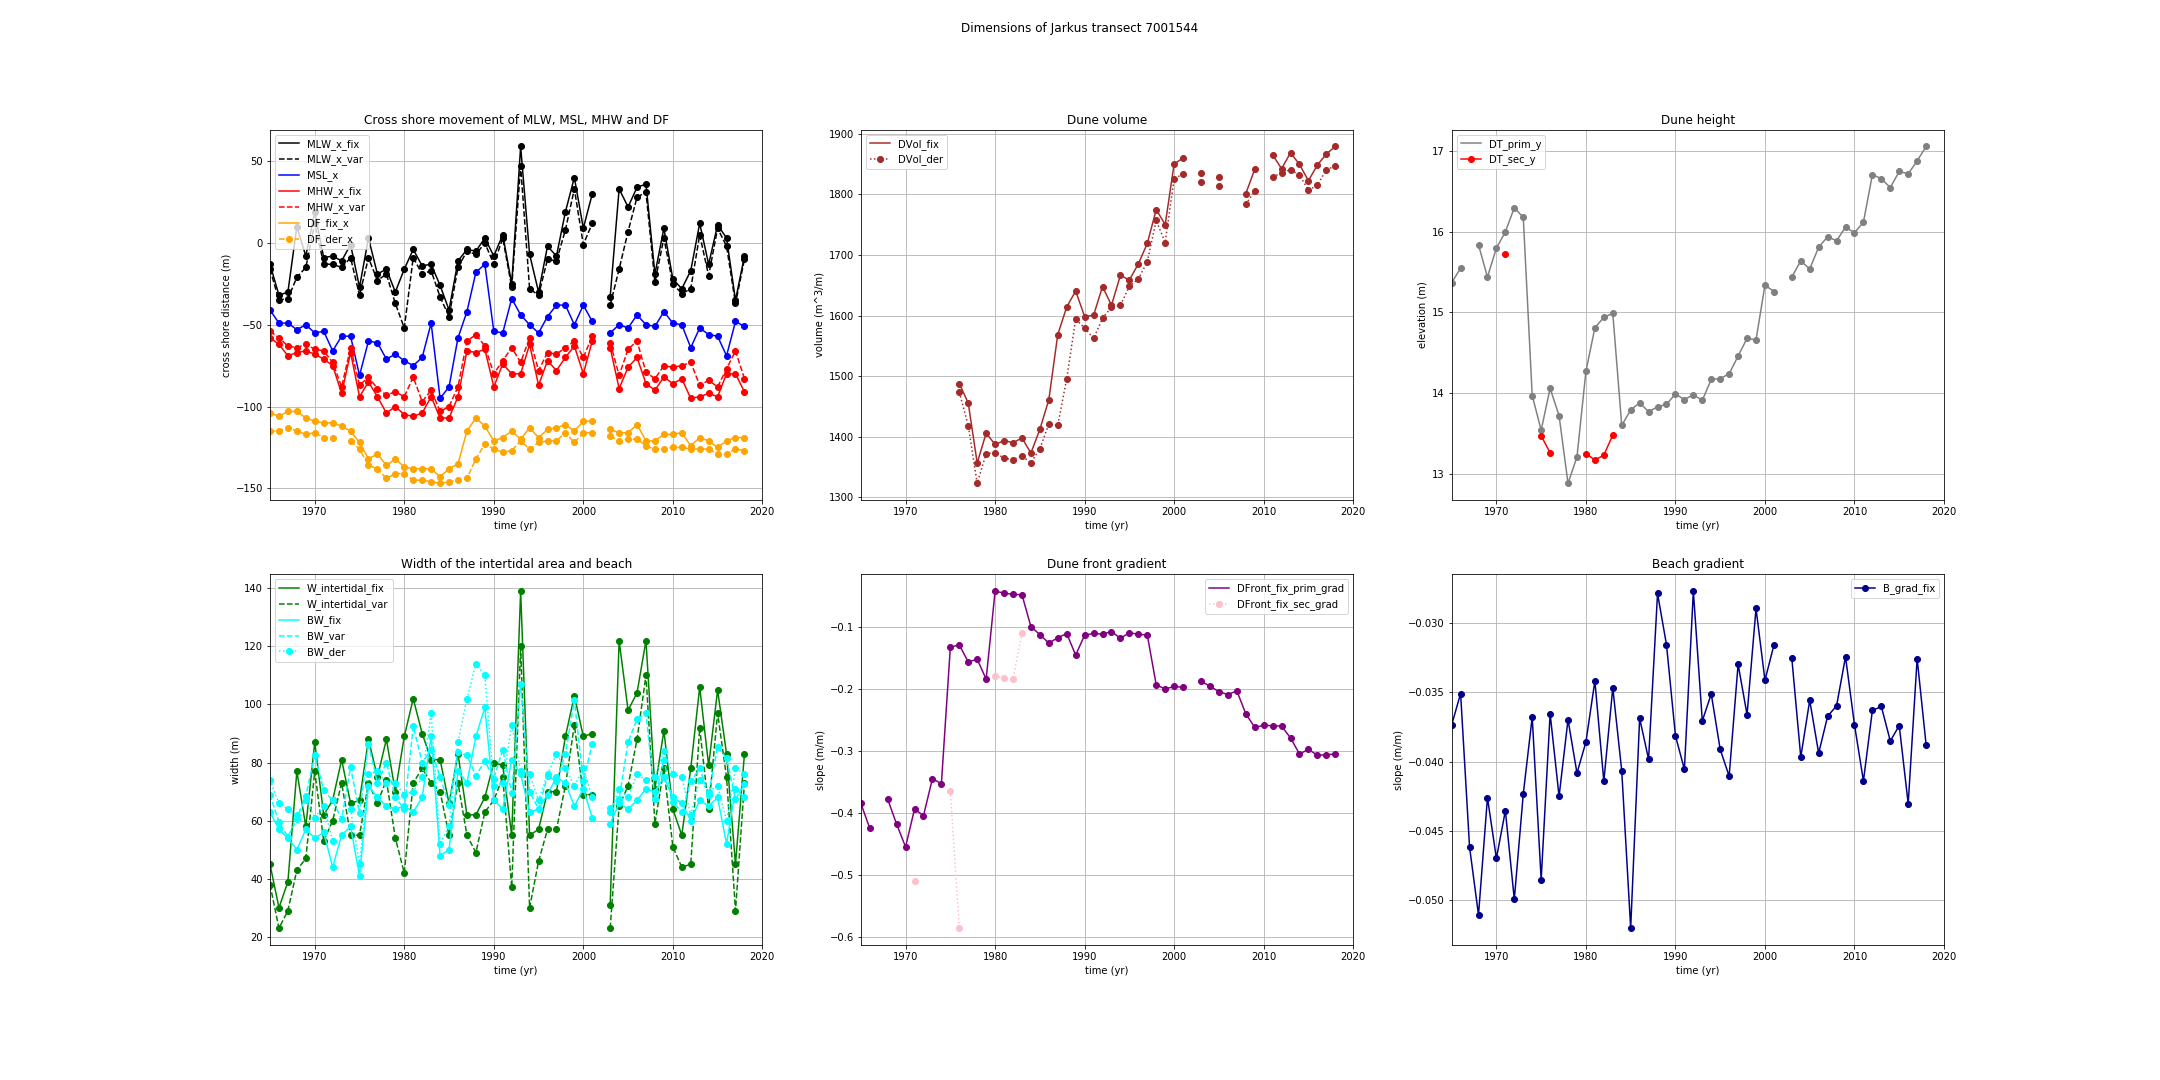 Dimensions of Jarkus transect 7001544
Cross shore movement of MLW, MSL, MHW and DF
MLW_x_fix
MLW_x_var
MSL_x
MHW_x_fix
MHW_x_var
DF_fix_x
DF_der_x
50
0
−50
−100
−150
cross shore distance (m)
1970 1980 1990 2000 2010 2020
time (yr)
Dune volume
DVol_fix
DVol_der
1900
1800
1700
1600
1500
1400
1300
volume (m^3/m)
1970 1980 1990 2000 2010 2020
time (yr)
Dune height
DT_prim_y
DT_sec_y
17
16
15
14
13
elevation (m)
1970 1980 1990 2000 2010 2020
time (yr)
Width of the intertidal area and beach
W_intertidal_fix
W_intertidal_var
BW_fix
BW_var
BW_der
140
120
100
80
60
40
20
width (m)
1970 1980 1990 2000 2010 2020
time (yr)
Dune front gradient
DFront_fix_prim_grad
DFront_fix_sec_grad
−0.1
−0.2
−0.3
−0.4
−0.5
−0.6
slope (m/m)
1970 1980 1990 2000 2010 2020
time (yr)
Beach gradient
B_grad_fix
−0.030
−0.035
−0.040
−0.045
−0.050
slope (m/m)
1970 1980 1990 2000 2010 2020
time (yr)